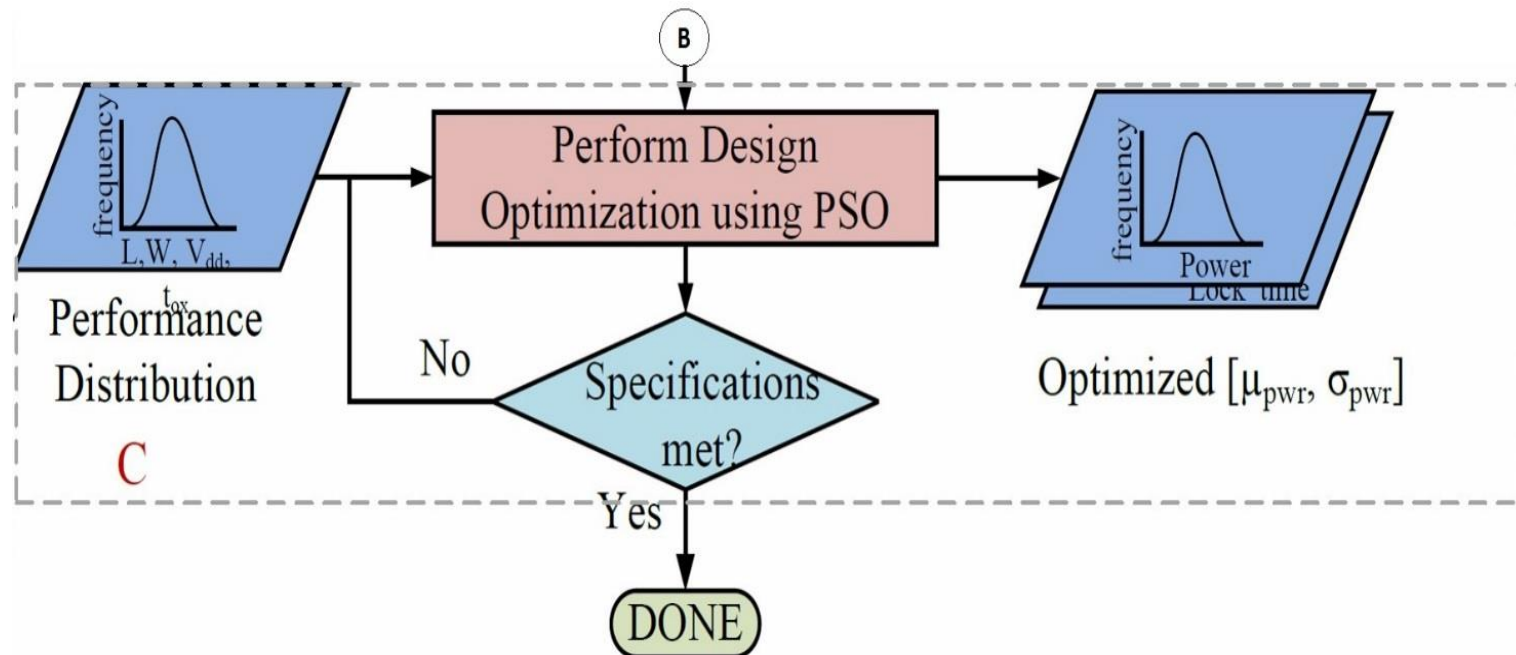 B
frequency
L,W, V_dd,
t_ox
Performance
Distribution
C
Perform Design
Optimization using PSO
frequency
Power
Lock time
Optimized [μ_pwr, σ_pwr]
No
Specifications
met?
Yes
DONE